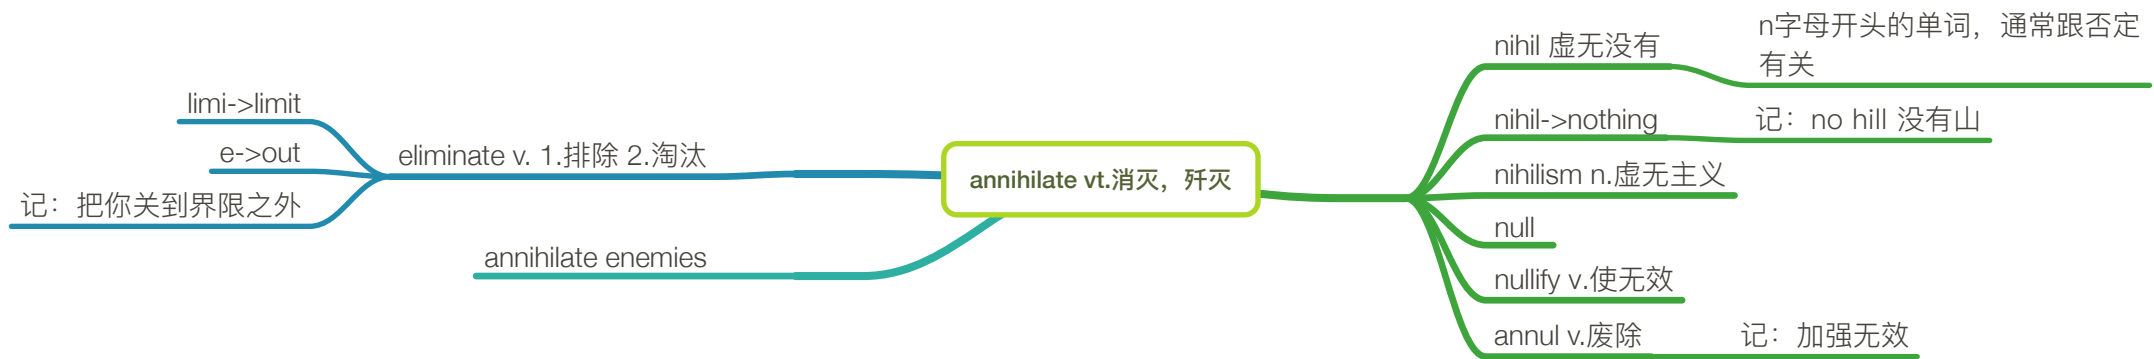 annihilate vt.消灭，歼灭
nihil 虚无没有
n字母开头的单词，通常跟否定
有关
nihil->nothing
记：no hill 没有山
nihilism n.虚无主义
null
nullify v.使无效
annul v.废除
记：加强无效
eliminate v. 1.排除 2.淘汰
limi->limit
e->out
记：把你关到界限之外
annihilate enemies